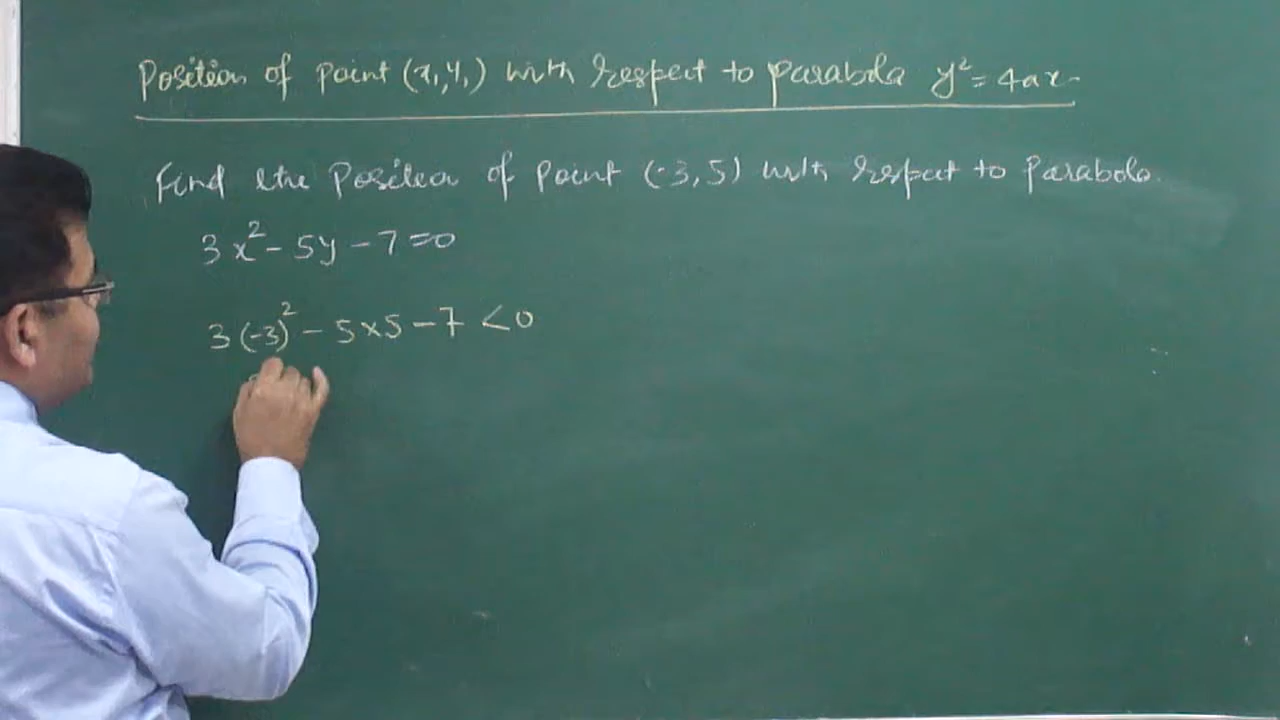 Position of point (x₁,y₁) with respect to parabola y² = 4ax.
Find the Position of Point (-3,5) with respect to Parabola.
3x² - 5y - 7 = 0
3(-3)² - 5×5 - 7 < 0